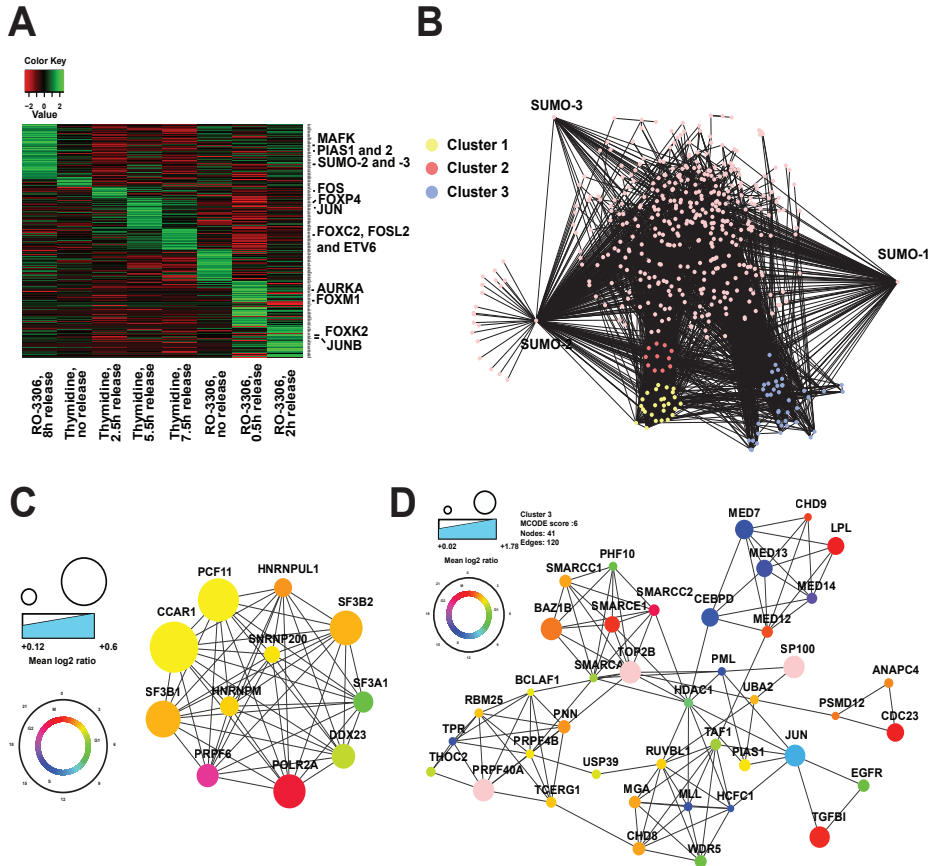 A
Color Key
−2 0 2
Value
MAFK
PIAS1 and 2
SUMO-2 and -3
FOS
FOXP4
JUN
FOXC2, FOSL2
and ETV6
AURKA
FOXM1
FOXK2
JUNB
RO-3306,
8h release
Thymidine,
no release
Thymidine,
2.5h release
Thymidine,
5.5h release
Thymidine,
7.5h release
RO-3306,
no release
RO-3306,
0.5h release
RO-3306,
2h release
B
SUMO-3
Cluster 1
Cluster 2
Cluster 3
SUMO-1
SUMO-2
C
+0.12 +0.6
Mean log2 ratio
PCF11
HNRNPUL1
CCAR1
SF3B2
SNRNP200
SF3B1
HNRNPM
SF3A1
DDX23
PRPF6
POLR2A
D
Cluster 3
MCODE score :6
Nodes: 41
Edges: 120
+0.02 +1.78
Mean log2 ratio
CHD9
MED7
LPL
PHF10
MED13
SMARCC1
MED14
SMARCC2
CEBPD
BAZ1B
SMARCE1
MED12
TOP2B
SP100
SMARCA
PML
ANAPC4
BCLAF1
HDAC1
UBA2
RBM25
PSMD12
PNN
CDC23
TPR
PRPF4B
TAF1
JUN
THOC2
RUVBL1
PIAS1
PRPF40A
USP39
EGFR
TCERG1
MGA
MLL
HCFC1
TGFBI
CHD8
WDR5